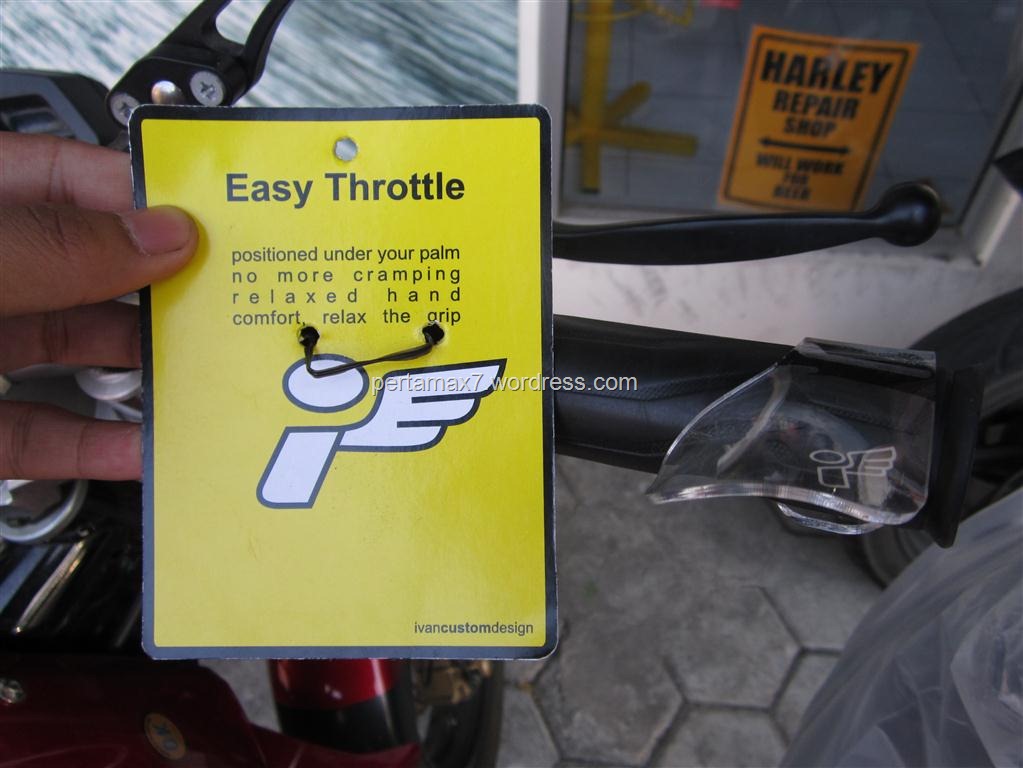 HARLEY
REPAIR
SHOP
WILL WORK
FOR
BEER
Easy Throttle
positioned under your palm
no more cramping
relaxed hand
comfort, relax the grip
pertamax7.wordpress.com
ivancustomdesign
OK